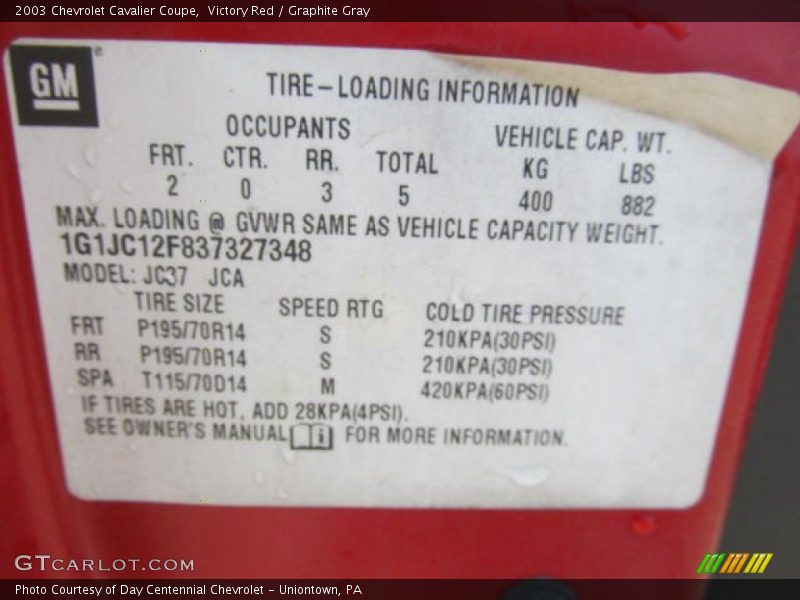 2003 Chevrolet Cavalier Coupe,  Victory Red / Graphite Gray
GM
TIRE-LOADING INFORMATION
OCCUPANTS VEHICLE CAP. WT.
FRT. CTR. RR. TOTAL KG LBS
2 0 3 5 400 882
MAX. LOADING @ GVWR SAME AS VEHICLE CAPACITY WEIGHT.
1G1JC12F837327348
MODEL: JC37 JCA
TIRE SIZE SPEED RTG COLD TIRE PRESSURE
FRT P195/70R14 S 210KPA(30PSI)
RR P195/70R14 S 210KPA(30PSI)
SPA T115/70D14 M 420KPA(60PSI)
IF TIRES ARE HOT, ADD 28KPA(4PSI).
SEE OWNER'S MANUAL FOR MORE INFORMATION.
GTCARLOT.COM
Photo Courtesy of Day Centennial Chevrolet - Uniontown, PA